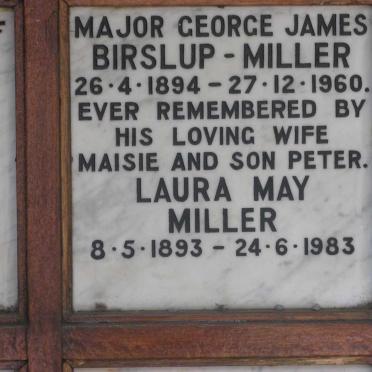 MAJOR GEORGE JAMES
BIRSLUP - MILLER
26·4·1894 – 27·12·1960.
EVER REMEMBERED BY
HIS LOVING WIFE
MAISIE AND SON PETER.
LAURA MAY
MILLER
8·5·1893 – 24·6·1983